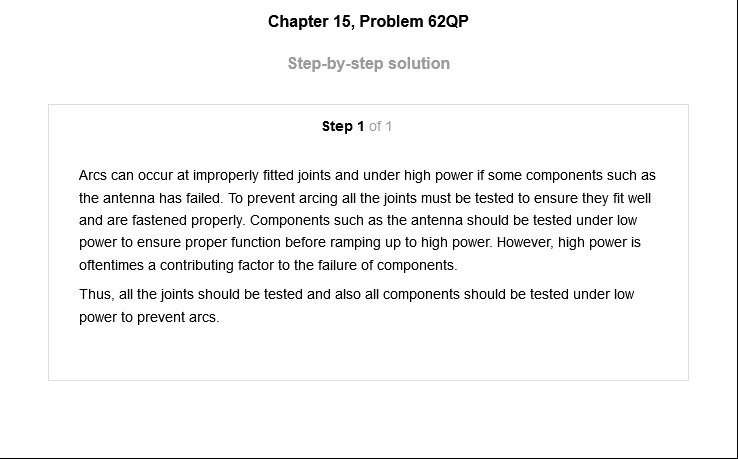 Chapter 15, Problem 62QP
Step-by-step solution
Step 1 of 1
Arcs can occur at improperly fitted joints and under high power if some components such as
the antenna has failed. To prevent arcing all the joints must be tested to ensure they fit well
and are fastened properly. Components such as the antenna should be tested under low
power to ensure proper function before ramping up to high power. However, high power is
oftentimes a contributing factor to the failure of components.
Thus, all the joints should be tested and also all components should be tested under low
power to prevent arcs.